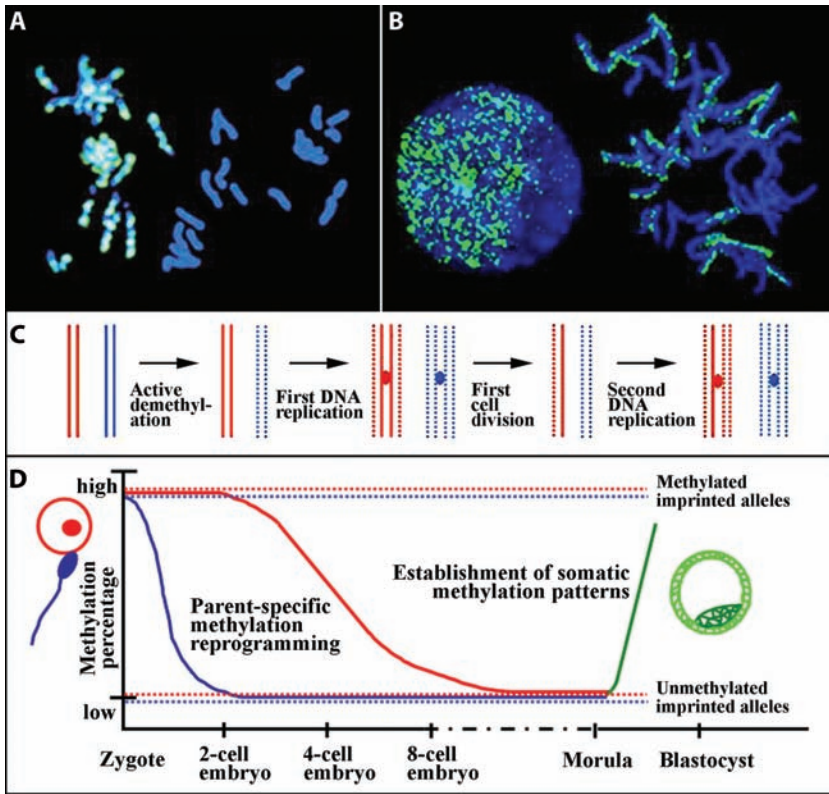 A
B
C
Active
demethyl-
ation
First DNA
replication
First
cell
division
Second
DNA
replication
D
high
low
Methylation
percentage
Parent-specific
methylation
reprogramming
Establishment of somatic
methylation patterns
Methylated
imprinted alleles
Unmethylated
imprinted alleles
Zygote
2-cell
embryo
4-cell
embryo
8-cell
embryo
Morula
Blastocyst